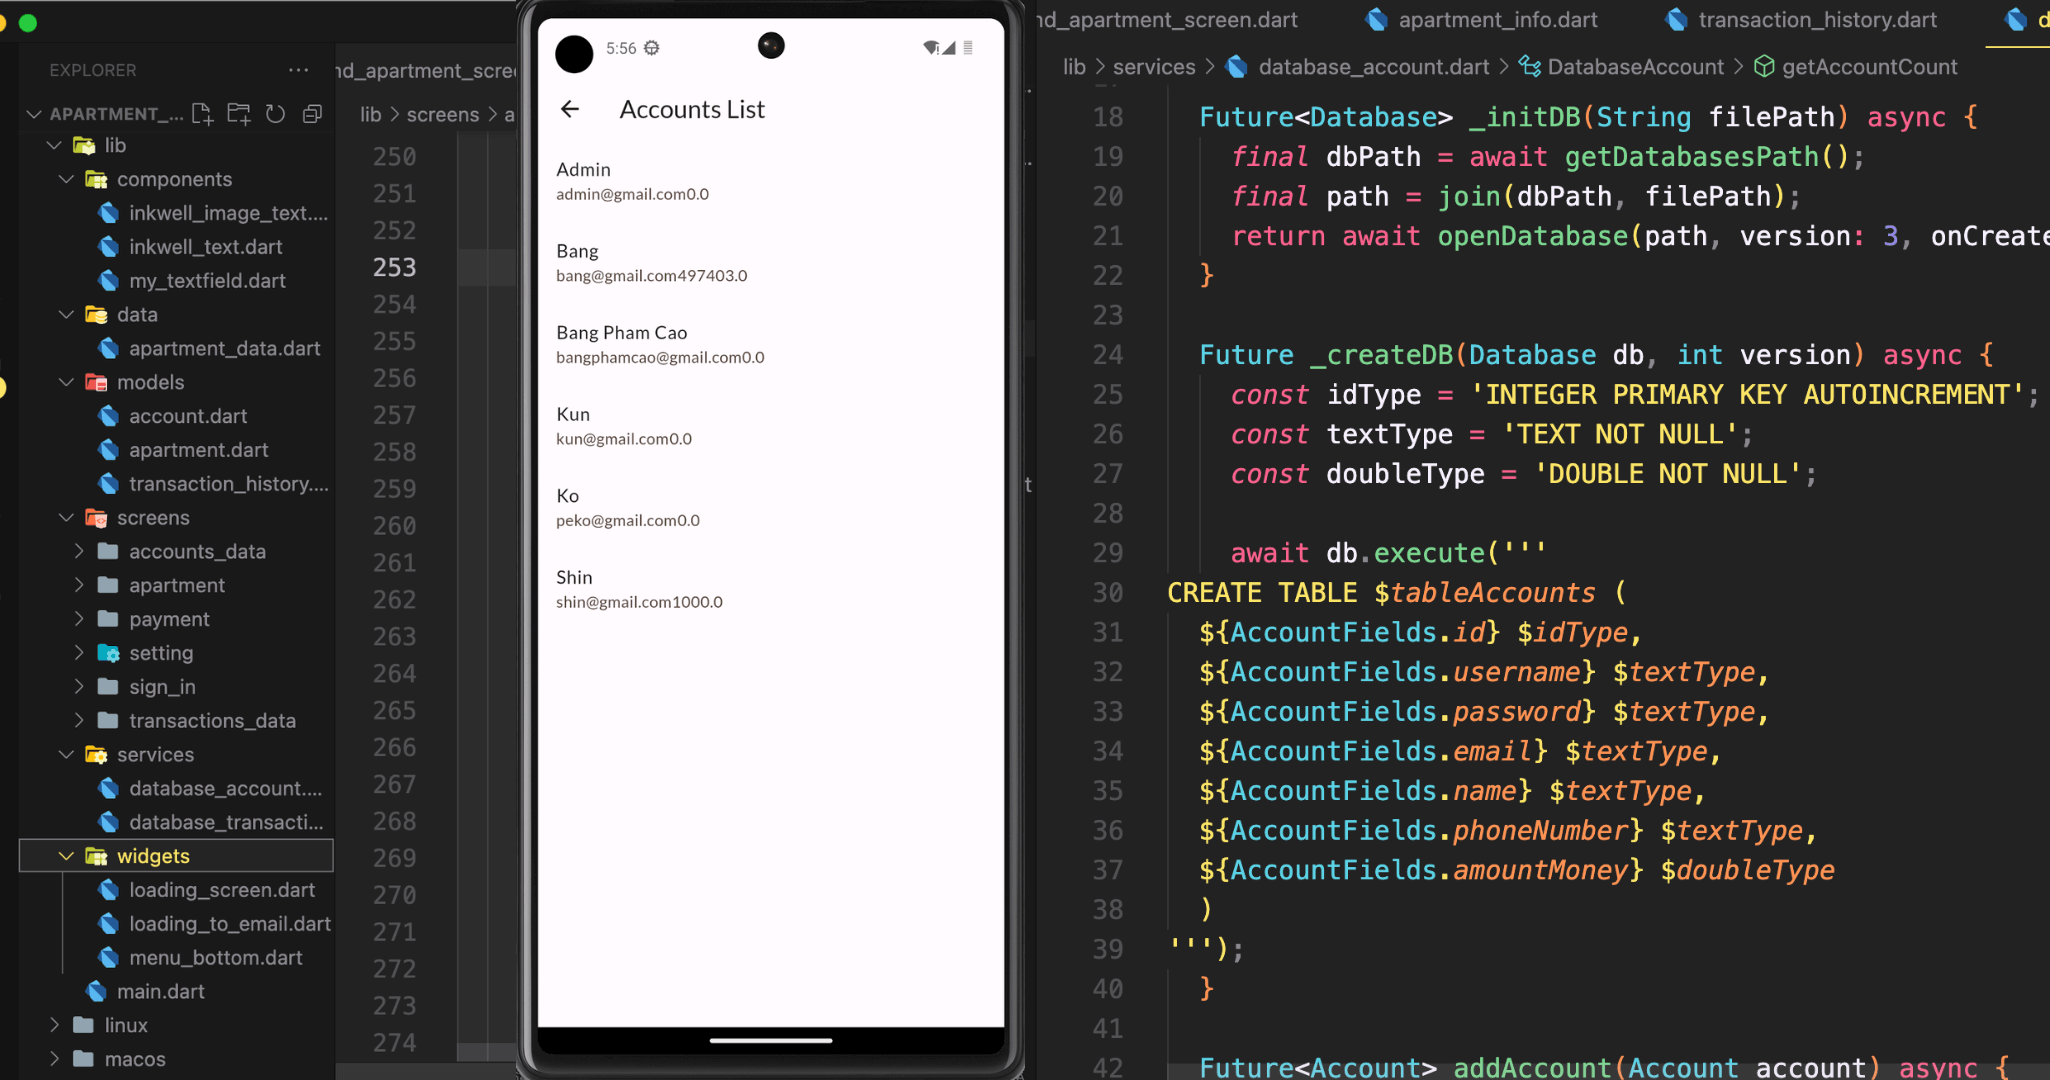 EXPLORER
APARTMENT_...
lib
components
inkwell_image_text....
inkwell_text.dart
my_textfield.dart
data
apartment_data.dart
models
account.dart
apartment.dart
transaction_history....
screens
accounts_data
apartment
payment
setting
sign_in
transactions_data
services
database_account....
database_transacti...
widgets
loading_screen.dart
loading_to_email.dart
menu_bottom.dart
main.dart
linux
macos
nd_apartment_scree
lib > screens > a
250
251
252
253
254
255
256
257
258
259
260
261
262
263
264
265
266
267
268
269
270
271
272
273
274
5:56
Accounts List
Admin
admin@gmail.com0.0
Bang
bang@gmail.com497403.0
Bang Pham Cao
bangphamcao@gmail.com0.0
Kun
kun@gmail.com0.0
Ko
peko@gmail.com0.0
Shin
shin@gmail.com1000.0
nd_apartment_screen.dart apartment_info.dart transaction_history.dart d
lib > services > database_account.dart > DatabaseAccount > getAccountCount
18 Future<Database> _initDB(String filePath) async {
19 final dbPath = await getDatabasesPath();
20 final path = join(dbPath, filePath);
21 return await openDatabase(path, version: 3, onCreate
22 }
23
24 Future _createDB(Database db, int version) async {
25 const idType = 'INTEGER PRIMARY KEY AUTOINCREMENT';
26 const textType = 'TEXT NOT NULL';
27 const doubleType = 'DOUBLE NOT NULL';
28
29 await db.execute('''
30 CREATE TABLE $tableAccounts (
31 ${AccountFields.id} $idType,
32 ${AccountFields.username} $textType,
33 ${AccountFields.password} $textType,
34 ${AccountFields.email} $textType,
35 ${AccountFields.name} $textType,
36 ${AccountFields.phoneNumber} $textType,
37 ${AccountFields.amountMoney} $doubleType
38 )
39 ''');
40 }
41
42 Future<Account> addAccount(Account account) async {